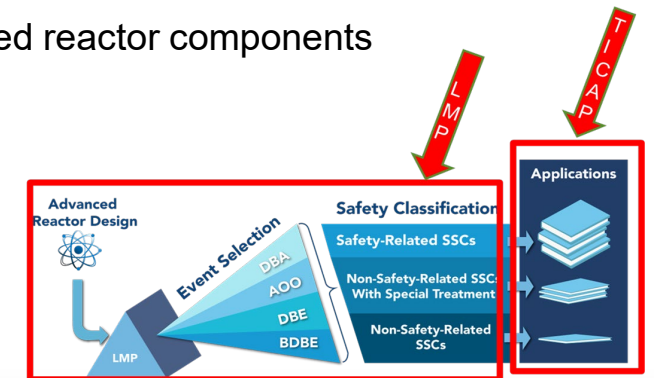 ed reactor components
LMP
TICAP
Advanced
Reactor Design
Event Selection
DBA
AOO
DBE
BDBE
LMP
Safety Classification
Safety-Related SSCs
Non-Safety-Related SSCs
With Special Treatment
Non-Safety-Related
SSCs
Applications